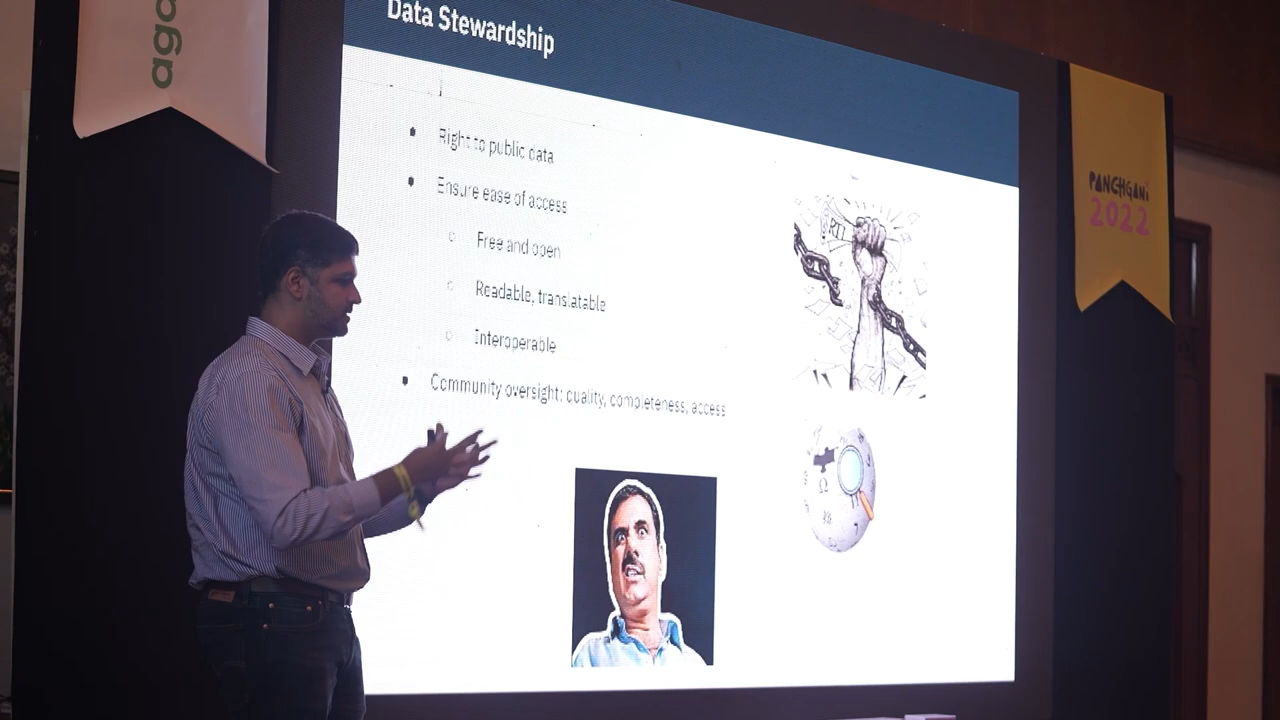 aga
Data Stewardship
Right to public data
Ensure ease of access
Free and open
Readable, translatable
Interoperable
Community oversight: quality, completeness, access
RTI
Ω
PANCHGANI
2022